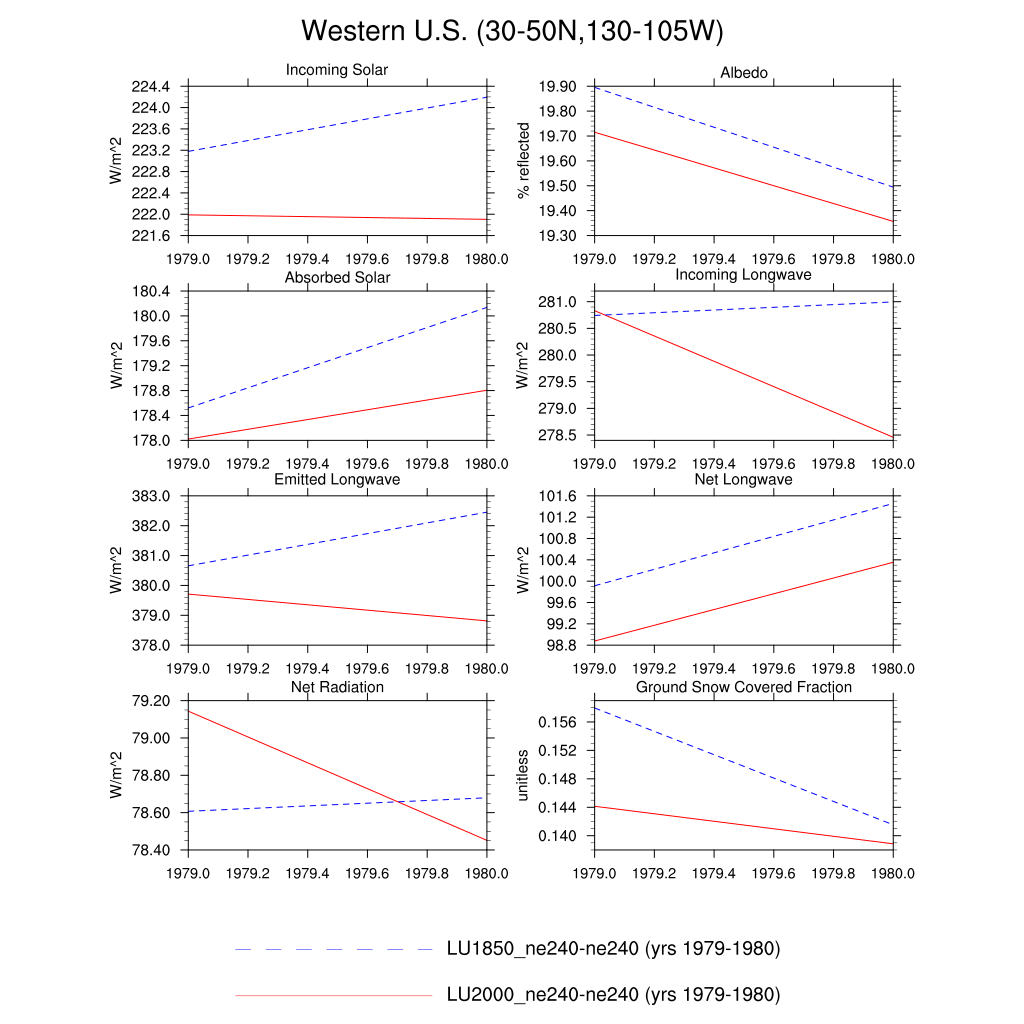 Western U.S. (30-50N,130-105W)
Incoming Solar
W/m^2
224.4
224.0
223.6
223.2
222.8
222.4
222.0
221.6
1979.0 1979.2 1979.4 1979.6 1979.8 1980.0
Albedo
% reflected
19.90
19.80
19.70
19.60
19.50
19.40
19.30
1979.0 1979.2 1979.4 1979.6 1979.8 1980.0
Absorbed Solar
W/m^2
180.4
180.0
179.6
179.2
178.8
178.4
178.0
1979.0 1979.2 1979.4 1979.6 1979.8 1980.0
Incoming Longwave
W/m^2
281.0
280.5
280.0
279.5
279.0
278.5
1979.0 1979.2 1979.4 1979.6 1979.8 1980.0
Emitted Longwave
W/m^2
383.0
382.0
381.0
380.0
379.0
378.0
1979.0 1979.2 1979.4 1979.6 1979.8 1980.0
Net Longwave
W/m^2
101.6
101.2
100.8
100.4
100.0
99.6
99.2
98.8
1979.0 1979.2 1979.4 1979.6 1979.8 1980.0
Net Radiation
W/m^2
79.20
79.00
78.80
78.60
78.40
1979.0 1979.2 1979.4 1979.6 1979.8 1980.0
Ground Snow Covered Fraction
unitless
0.156
0.152
0.148
0.144
0.140
1979.0 1979.2 1979.4 1979.6 1979.8 1980.0
LU1850_ne240-ne240 (yrs 1979-1980)
LU2000_ne240-ne240 (yrs 1979-1980)